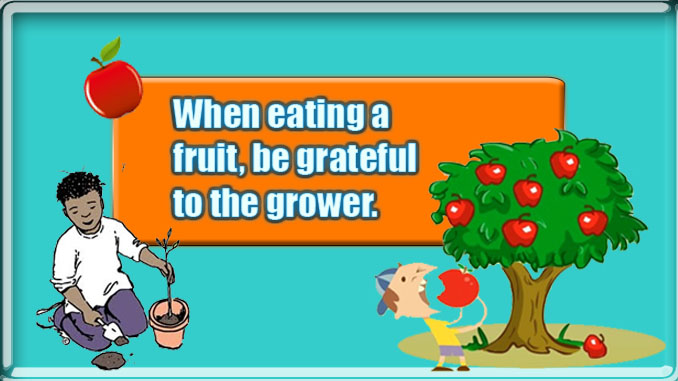 When eating a
fruit, be grateful
to the grower.